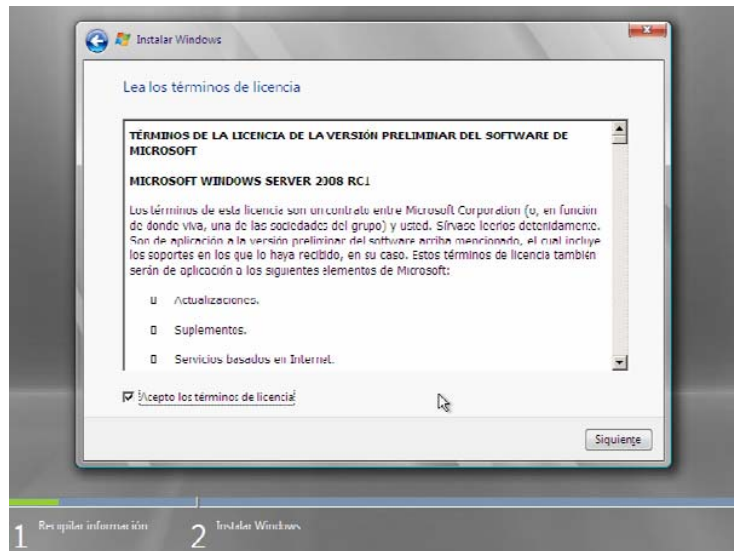 Instalar Windows
Lea los términos de licencia
TÉRMINOS DE LA LICENCIA DE LA VERSIÓN PRELIMINAR DEL SOFTWARE DE
MICROSOFT
MICROSOFT WINDOWS SERVER 2008 RC1
Los términos de esta licencia son un contrato entre Microsoft Corporation (o, en función
de donde viva, una de las sociedades del grupo) y usted. Sírvase leerlos detenidamente.
Son de aplicación a la versión preliminar del software arriba mencionado, el cual incluye
los soportes en los que lo haya recibido, en su caso. Estos términos de licencia también
serán de aplicación a los siguientes elementos de Microsoft:
Actualizaciones.
Suplementos.
Servicios basados en Internet.
Acepto los términos de licencia
Siguiente
1 Recopilar información
2 Instalar Windows